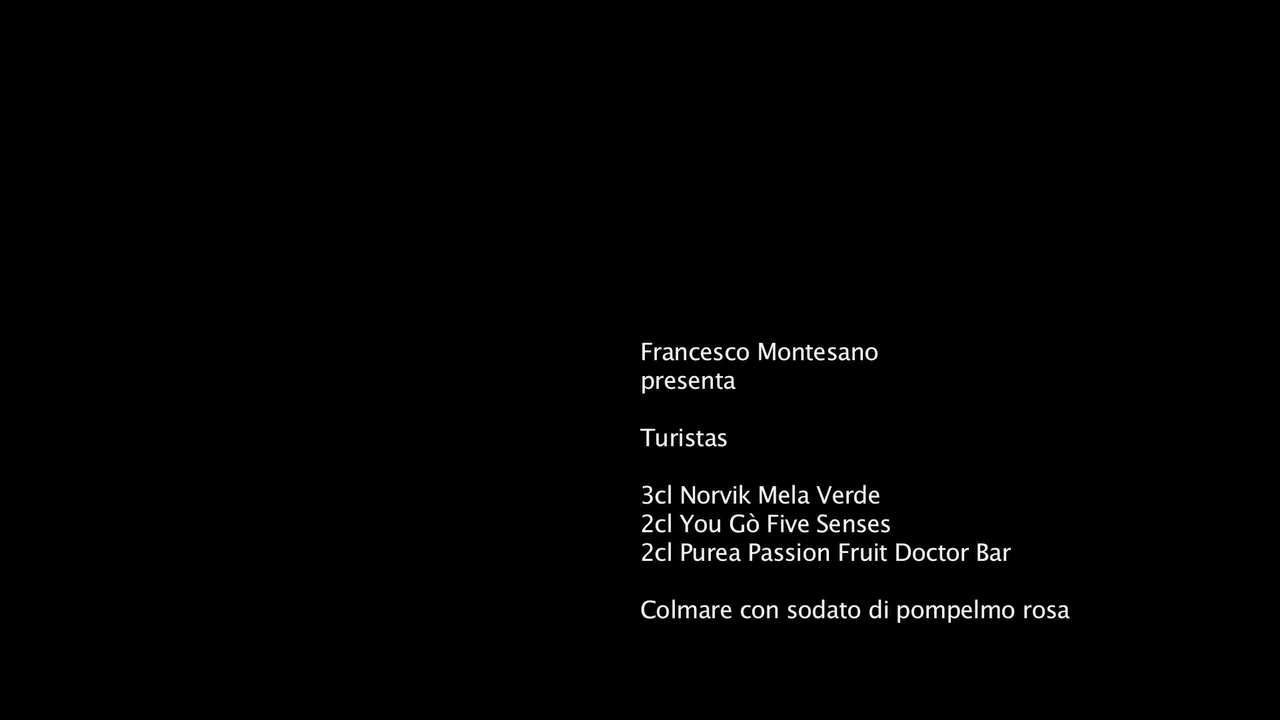 Francesco Montesano
presenta
Turistas
3cl Norvik Mela Verde
2cl You Gò Five Senses
2cl Purea Passion Fruit Doctor Bar
Colmare con sodato di pompelmo rosa